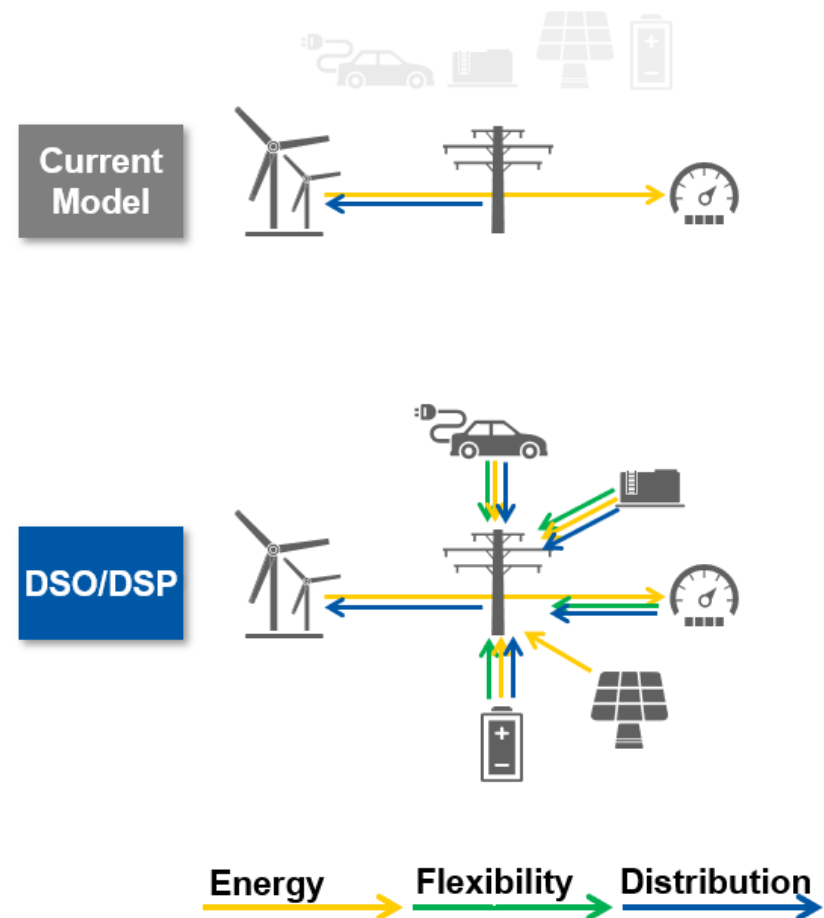 Current
Model
DSO/DSP
Energy
Flexibility
Distribution